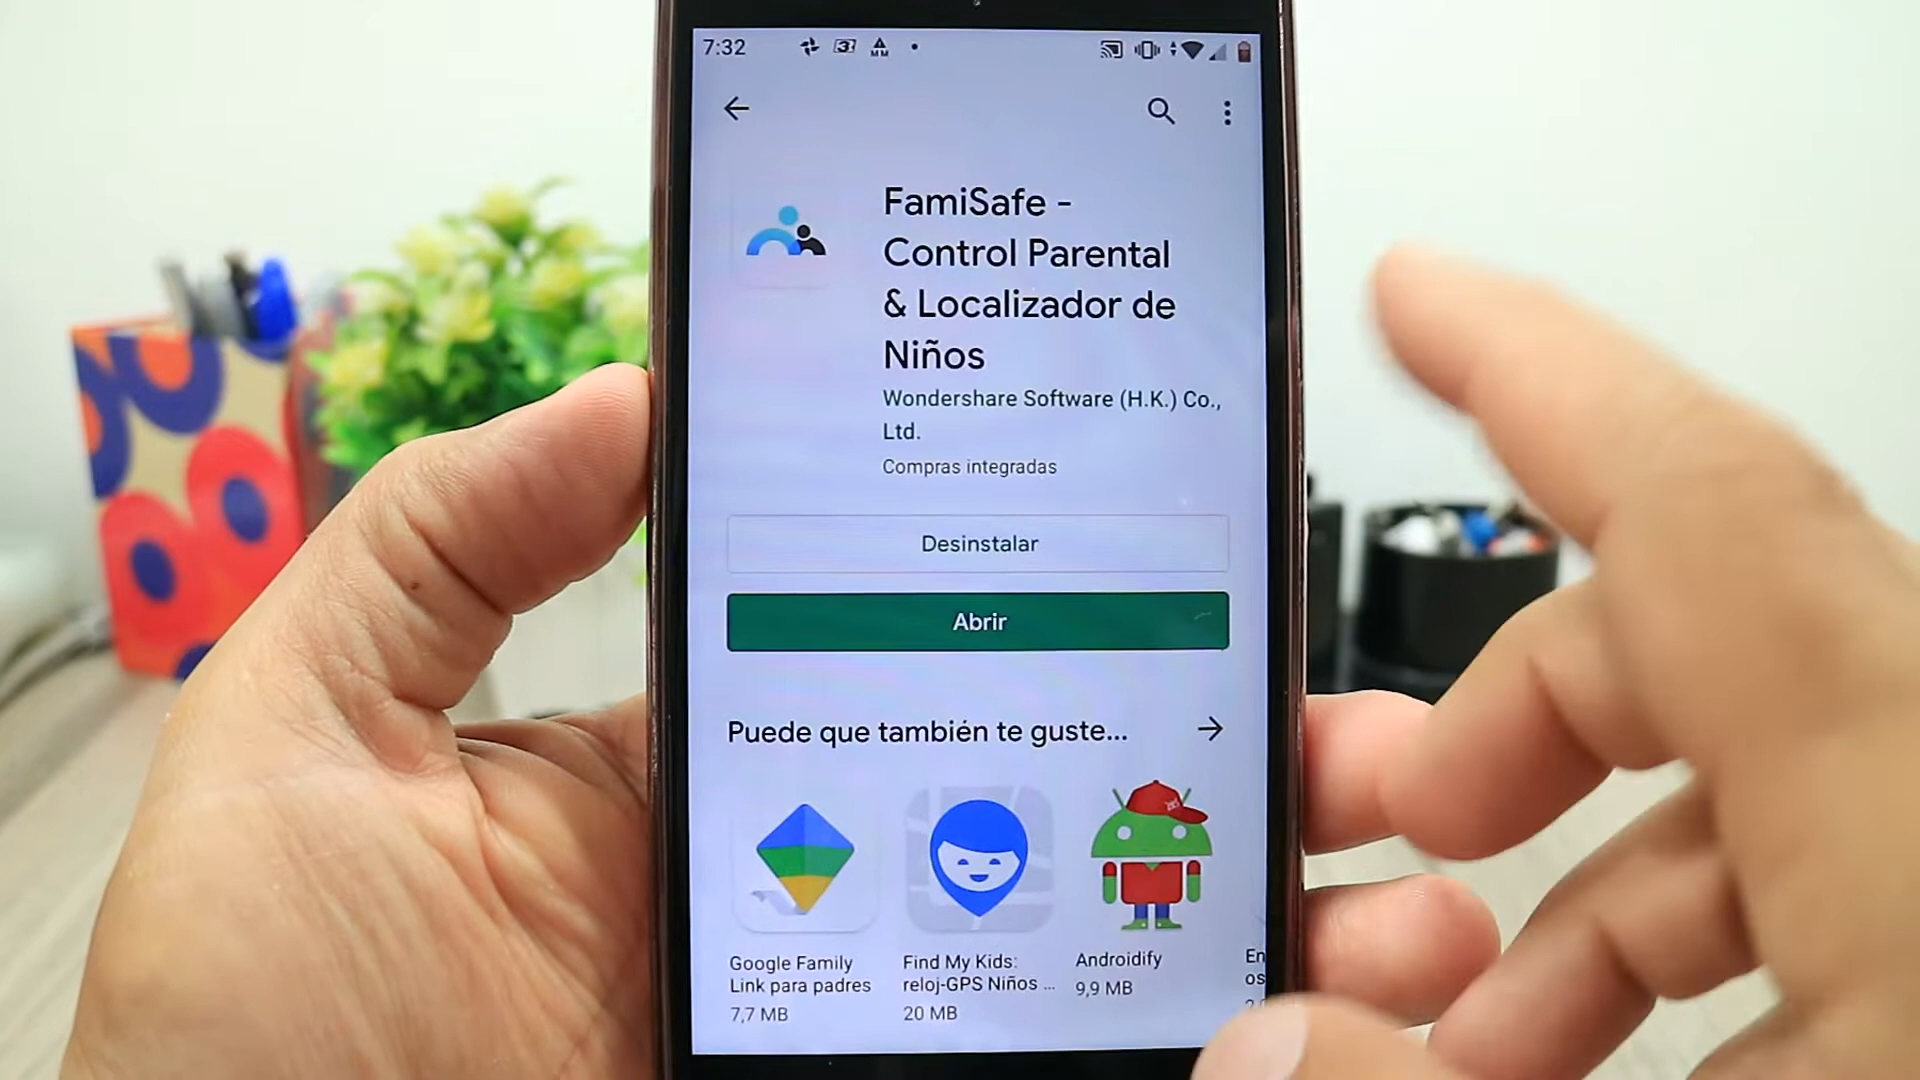 7:32
FamiSafe -
Control Parental
& Localizador de
Niños
Wondershare Software (H.K.) Co.,
Ltd.
Compras integradas
Desinstalar
Abrir
Puede que también te guste...
Google Family
Link para padres
7,7 MB
Find My Kids:
reloj-GPS Niños ...
20 MB
Androidify
9,9 MB
En
os